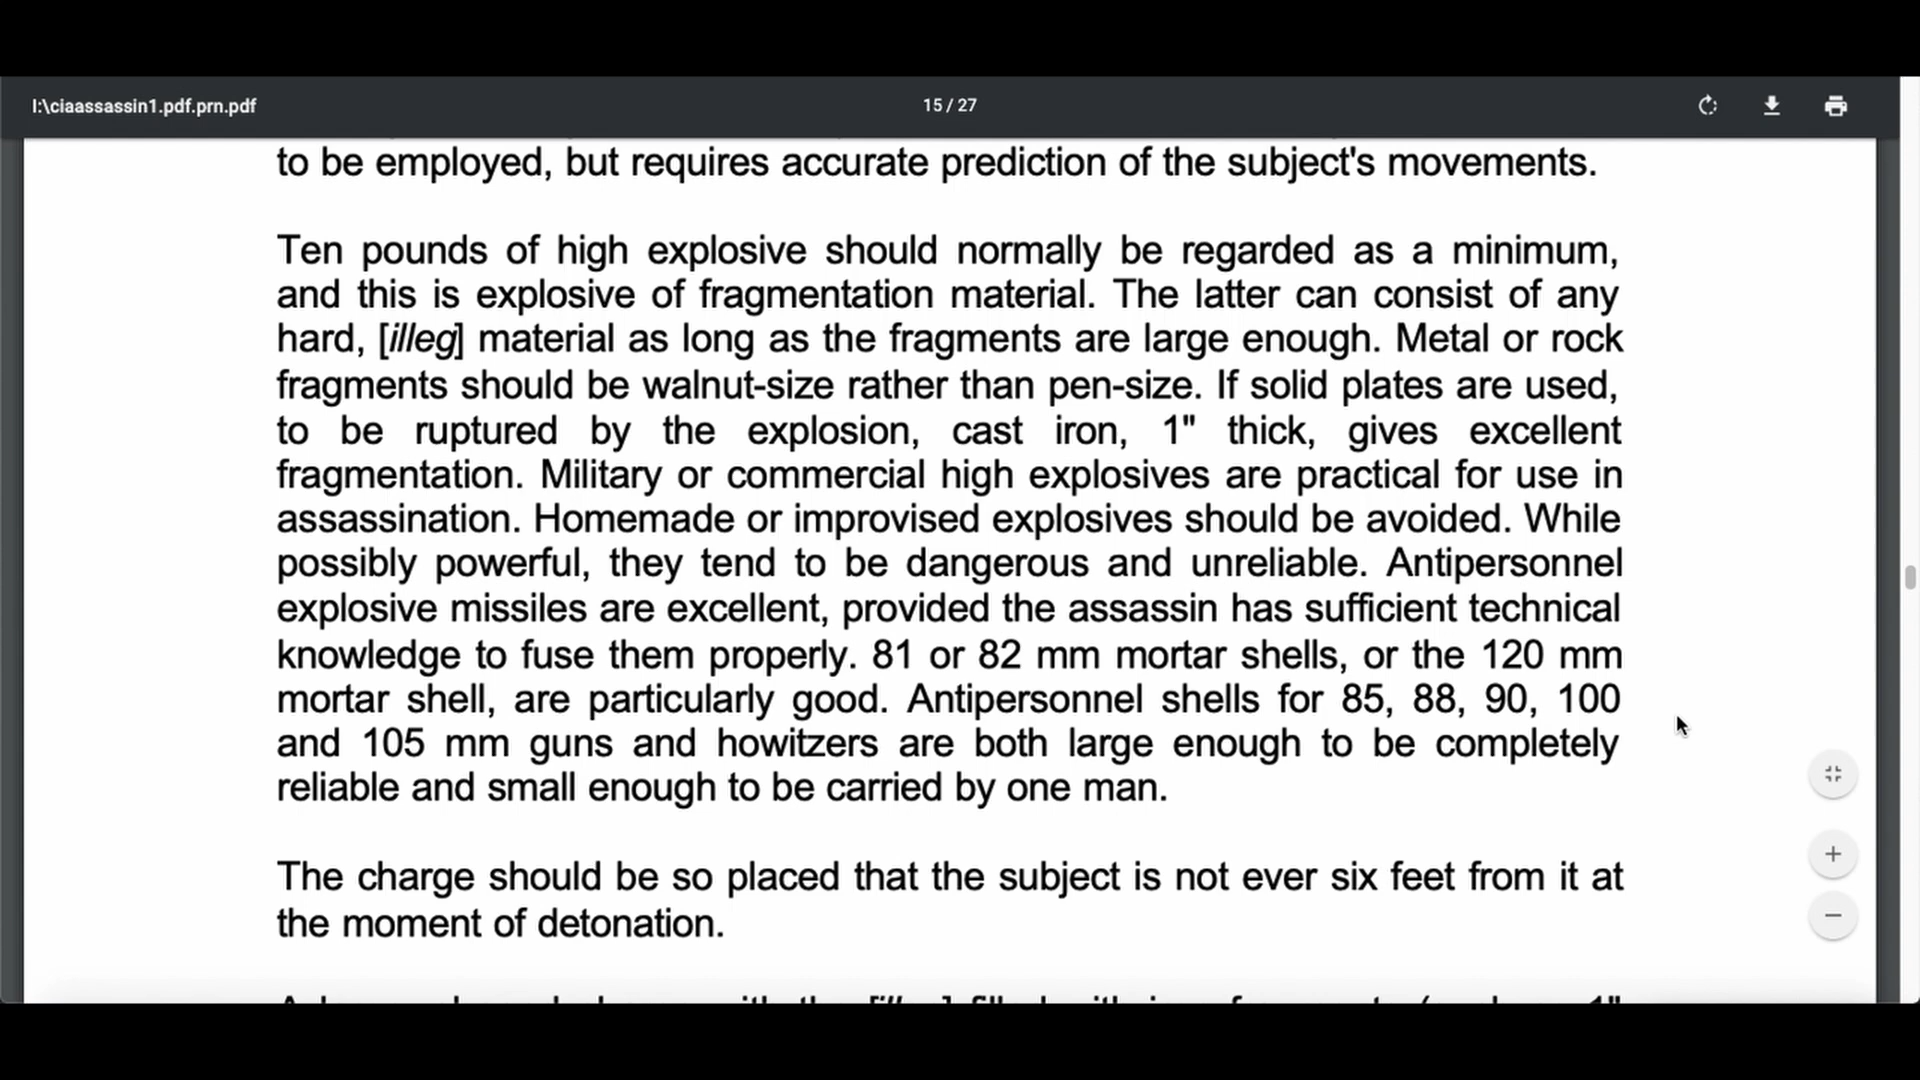 I:\ciaassassin1.pdf.prn.pdf
15 / 27
to be employed, but requires accurate prediction of the subject's movements.
Ten pounds of high explosive should normally be regarded as a minimum,
and this is explosive of fragmentation material. The latter can consist of any
hard, [illeg] material as long as the fragments are large enough. Metal or rock
fragments should be walnut-size rather than pen-size. If solid plates are used,
to be ruptured by the explosion, cast iron, 1" thick, gives excellent
fragmentation. Military or commercial high explosives are practical for use in
assassination. Homemade or improvised explosives should be avoided. While
possibly powerful, they tend to be dangerous and unreliable. Antipersonnel
explosive missiles are excellent, provided the assassin has sufficient technical
knowledge to fuse them properly. 81 or 82 mm mortar shells, or the 120 mm
mortar shell, are particularly good. Antipersonnel shells for 85, 88, 90, 100
and 105 mm guns and howitzers are both large enough to be completely
reliable and small enough to be carried by one man.
The charge should be so placed that the subject is not ever six feet from it at
the moment of detonation.